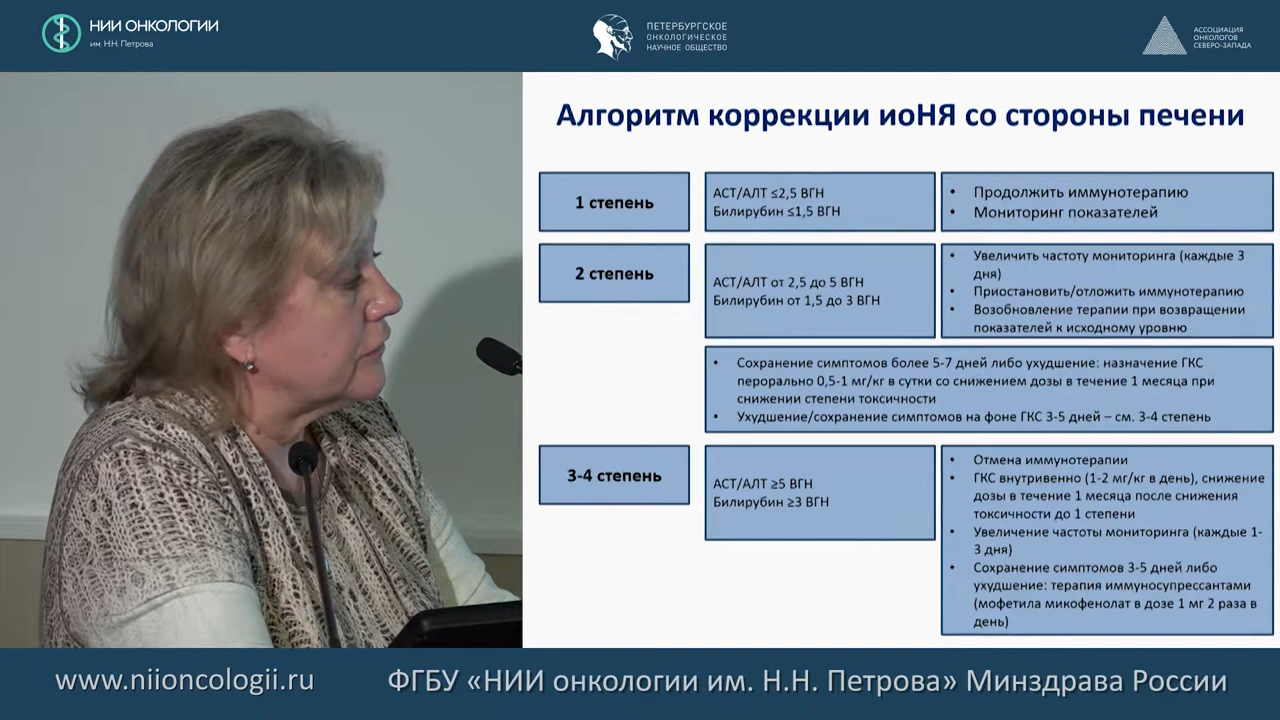 НИИ ОНКОЛОГИИ
им. Н.Н. Петрова
ПЕТЕРБУРГСКОЕ
ОНКОЛОГИЧЕСКОЕ
НАУЧНОЕ ОБЩЕСТВО
АССОЦИАЦИЯ
ОНКОЛОГОВ
СЕВЕРО-ЗАПАДА
Алгоритм коррекции иоНЯ со стороны печени
1 степень
АСТ/АЛТ ≤2,5 ВГН
Билирубин ≤1,5 ВГН
• Продолжить иммунотерапию
• Мониторинг показателей
2 степень
АСТ/АЛТ от 2,5 до 5 ВГН
Билирубин от 1,5 до 3 ВГН
• Увеличить частоту мониторинга (каждые 3
дня)
• Приостановить/отложить иммунотерапию
• Возобновление терапии при возвращении
показателей к исходному уровню
• Сохранение симптомов более 5-7 дней либо ухудшение: назначение ГКС
перорально 0,5-1 мг/кг в сутки со снижением дозы в течение 1 месяца при
снижении степени токсичности
• Ухудшение/сохранение симптомов на фоне ГКС 3-5 дней – см. 3-4 степень
3-4 степень
АСТ/АЛТ ≥5 ВГН
Билирубин ≥3 ВГН
• Отмена иммунотерапии
• ГКС внутривенно (1-2 мг/кг в день), снижение
дозы в течение 1 месяца после снижения
токсичности до 1 степени
• Увеличение частоты мониторинга (каждые 1-
3 дня)
• Сохранение симптомов 3-5 дней либо
ухудшение: терапия иммуносупрессантами
(мофетила микофенолат в дозе 1 мг 2 раза в
день)
www.niioncologii.ru
ФГБУ «НИИ онкологии им. Н.Н. Петрова» Минздрава России